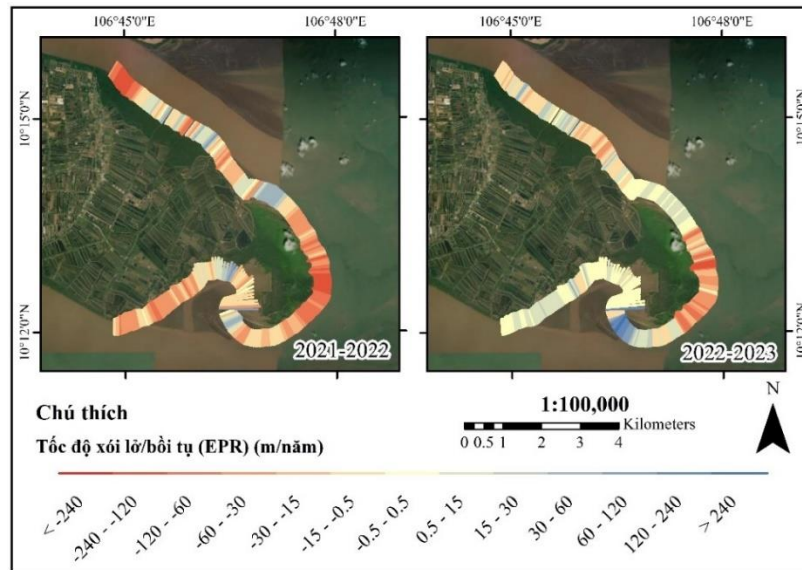 106°45'0"E 106°48'0"E 106°45'0"E 106°48'0"E
10°15'0"N 10°15'0"N
10°12'0"N 10°12'0"N
2021-2022 2022-2023
N
Chú thích 1:100,000
Kilometers
0 0.5 1 2 3 4
Tốc độ xói lở/bồi tụ (EPR) (m/năm)
< -240 -240 - -120 -120 - -60 -60 - -30 -30 - -15 -15 - -0.5 -0.5 - 0.5 0.5 - 15 15 - 30 30 - 60 60 - 120 120 - 240 > 240